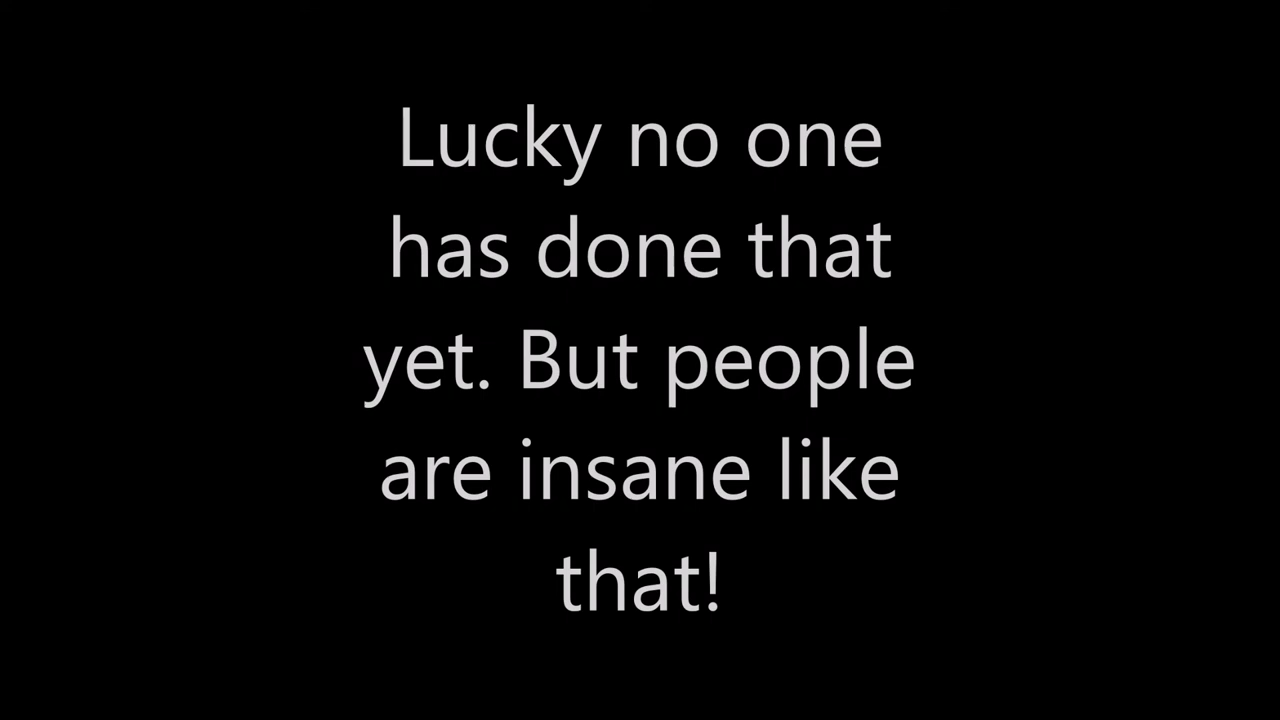 Lucky no one
has done that
yet. But people
are insane like
that!